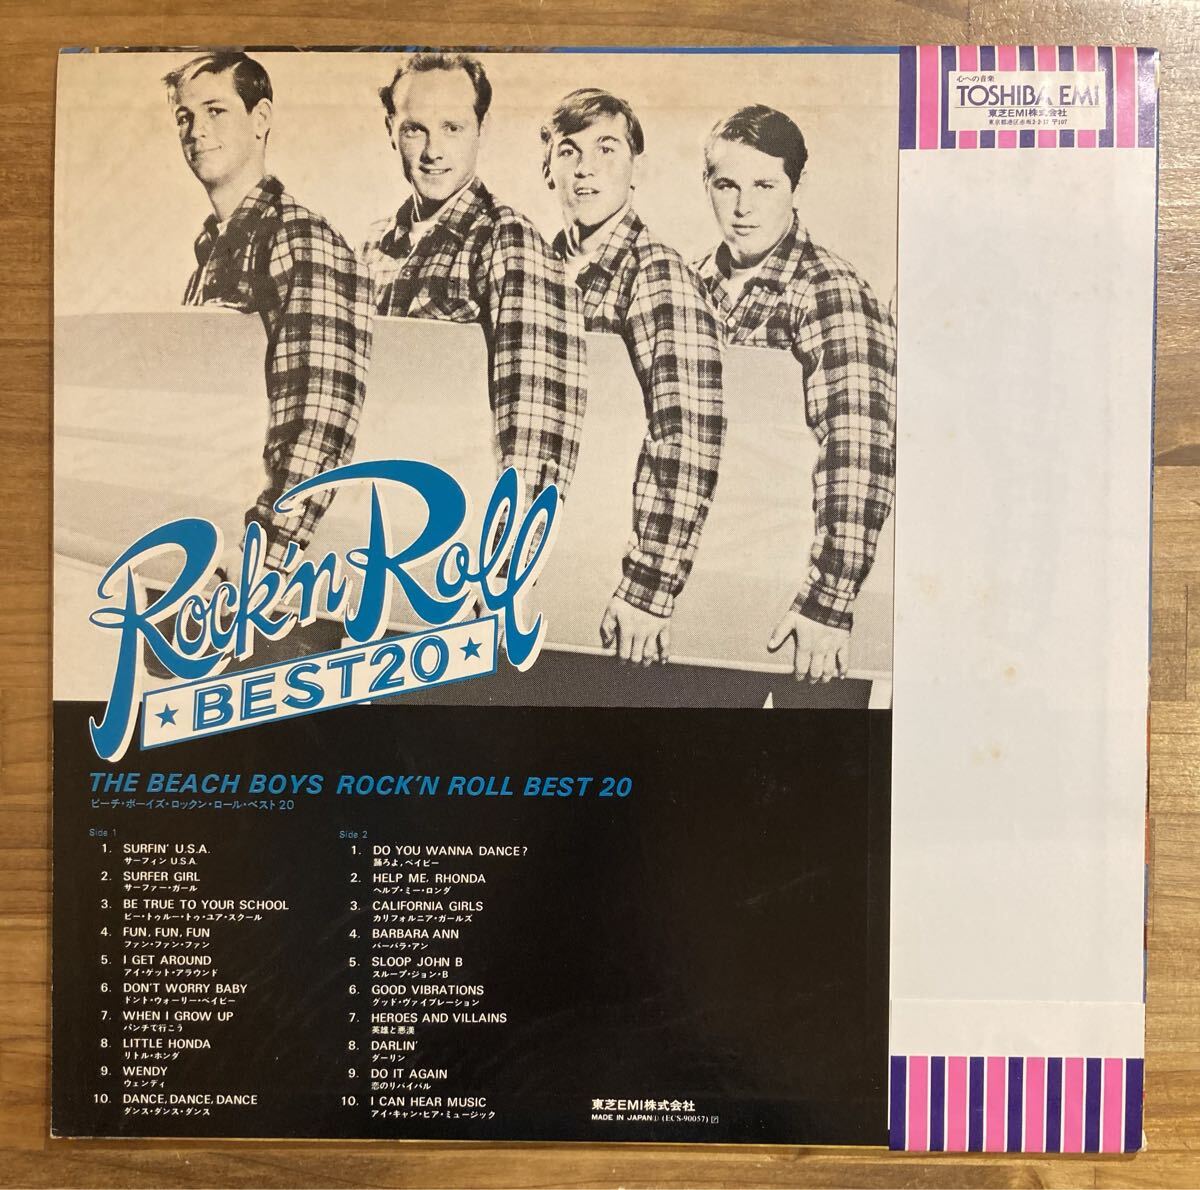 心への音楽
TOSHIBA EMI
東芝EMI株式会社
東京都港区赤坂2-2-17 〒107
Rock'n Roll
★BEST20★
THE BEACH BOYS ROCK'N ROLL BEST 20
ビーチ・ボーイズ・ロックン・ロール・ベスト20
Side 1
1. SURFIN' U.S.A.
サーフィン U.S.A.
2. SURFER GIRL
サーファー・ガール
3. BE TRUE TO YOUR SCHOOL
ビー・トゥルー・トゥ・ユア・スクール
4. FUN, FUN, FUN
ファン・ファン・ファン
5. I GET AROUND
アイ・ゲット・アラウンド
6. DON'T WORRY BABY
ドント・ウォーリー・ベイビー
7. WHEN I GROW UP
パンチで行こう
8. LITTLE HONDA
リトル・ホンダ
9. WENDY
ウェンディ
10. DANCE, DANCE, DANCE
ダンス・ダンス・ダンス
Side 2
1. DO YOU WANNA DANCE?
踊ろよ、ベイビー
2. HELP ME, RHONDA
ヘルプ・ミー・ロンダ
3. CALIFORNIA GIRLS
カリフォルニア・ガールズ
4. BARBARA ANN
バーバラ・アン
5. SLOOP JOHN B
スループ・ジョン・B
6. GOOD VIBRATIONS
グッド・ヴァイブレーション
7. HEROES AND VILLAINS
英雄と悪漢
8. DARLIN'
ダーリン
9. DO IT AGAIN
恋のリバイバル
10. I CAN HEAR MUSIC
アイ・キャン・ヒア・ミュージック
東芝EMI株式会社
MADE IN JAPAN Ⓛ (ECS-90057) Ⓟ